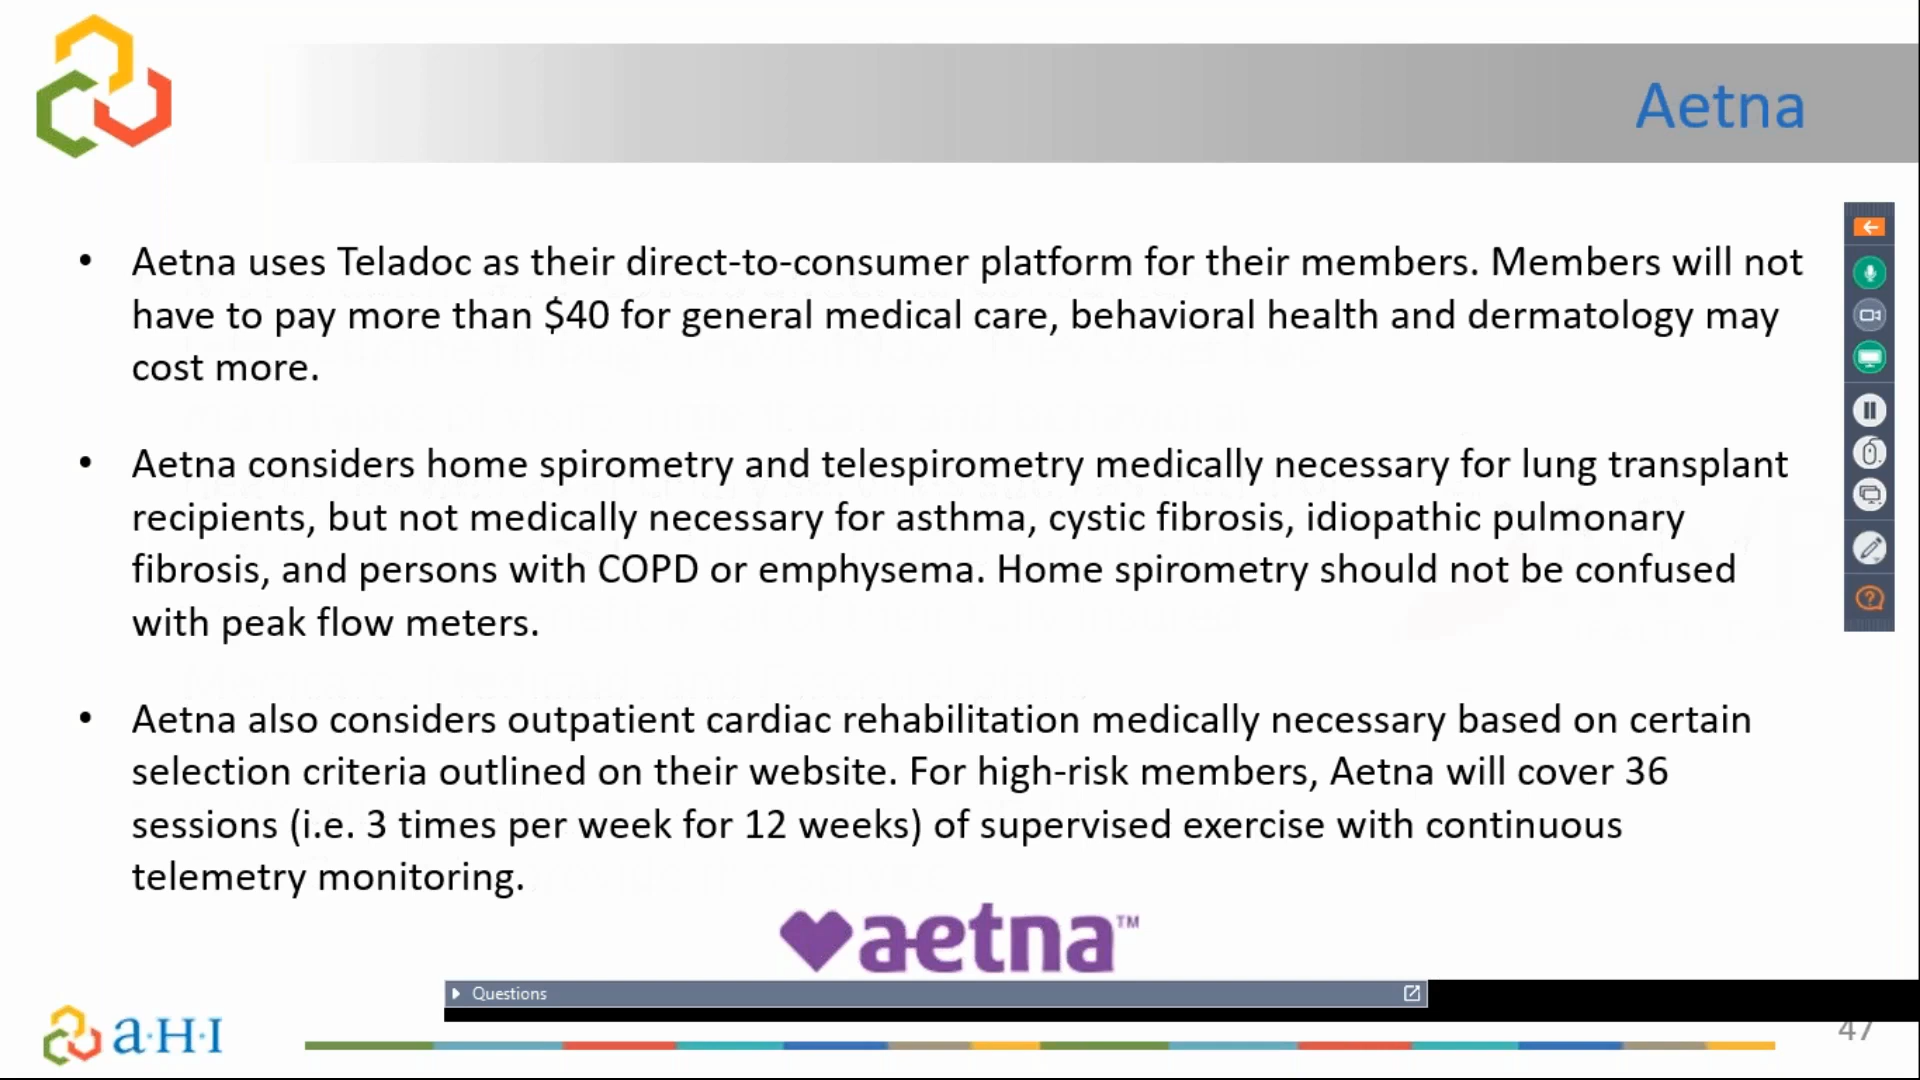 Aetna
• Aetna uses Teladoc as their direct-to-consumer platform for their members. Members will not
have to pay more than $40 for general medical care, behavioral health and dermatology may
cost more.
• Aetna considers home spirometry and telespirometry medically necessary for lung transplant
recipients, but not medically necessary for asthma, cystic fibrosis, idiopathic pulmonary
fibrosis, and persons with COPD or emphysema. Home spirometry should not be confused
with peak flow meters.
• Aetna also considers outpatient cardiac rehabilitation medically necessary based on certain
selection criteria outlined on their website. For high-risk members, Aetna will cover 36
sessions (i.e. 3 times per week for 12 weeks) of supervised exercise with continuous
telemetry monitoring.
aetna™
Questions
a·H·I
47